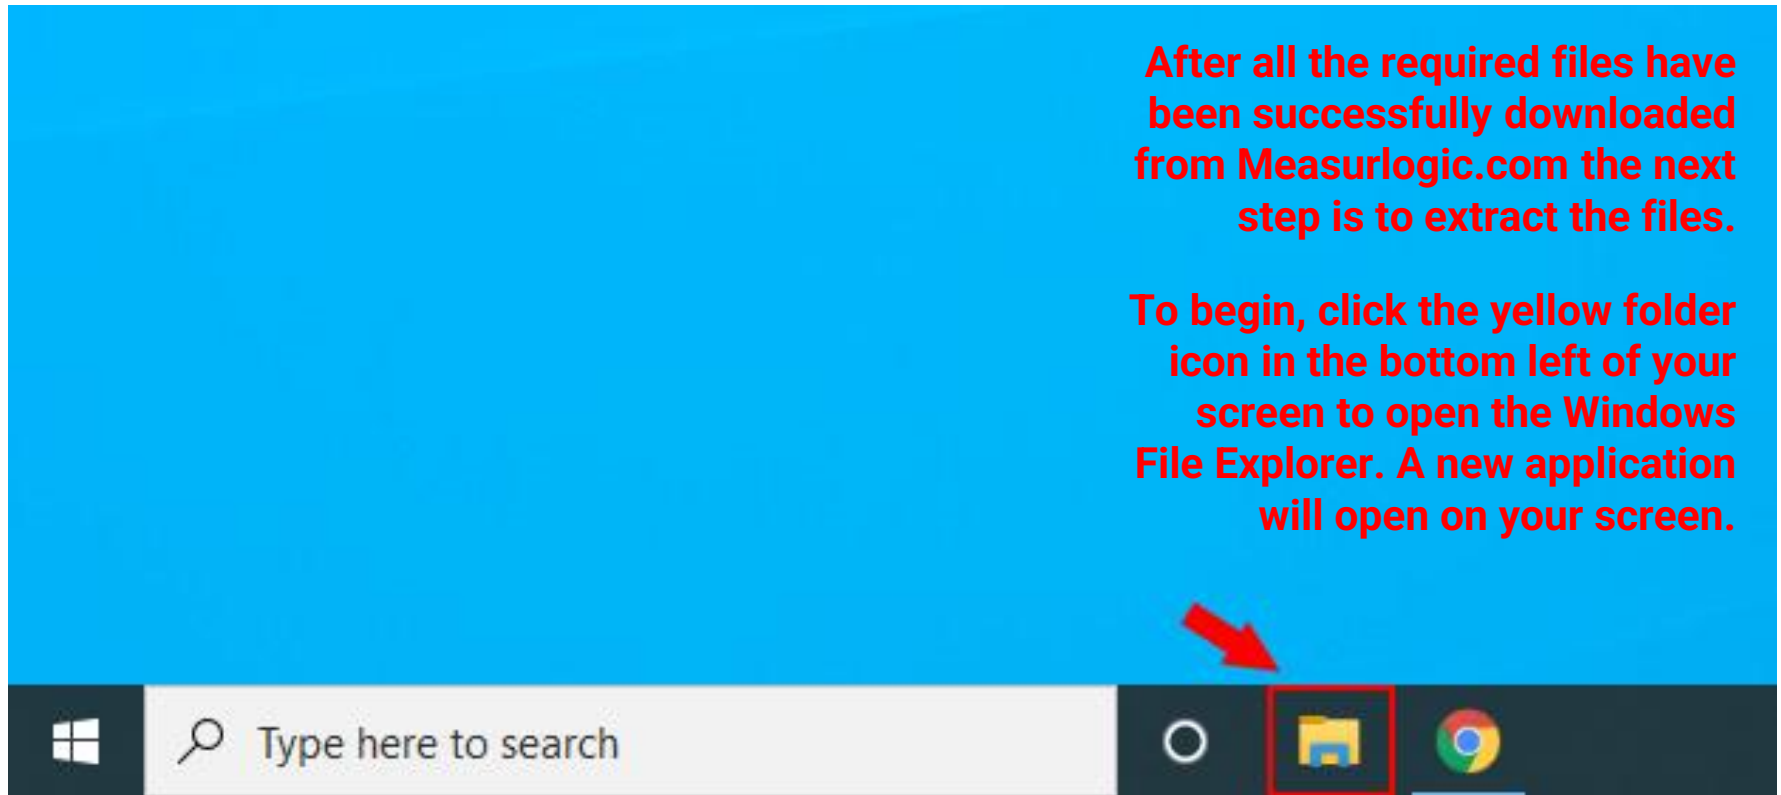 After all the required files have
been successfully downloaded
from Measurlogic.com the next
step is to extract the files.
To begin, click the yellow folder
icon in the bottom left of your
screen to open the Windows
File Explorer. A new application
will open on your screen.
Type here to search